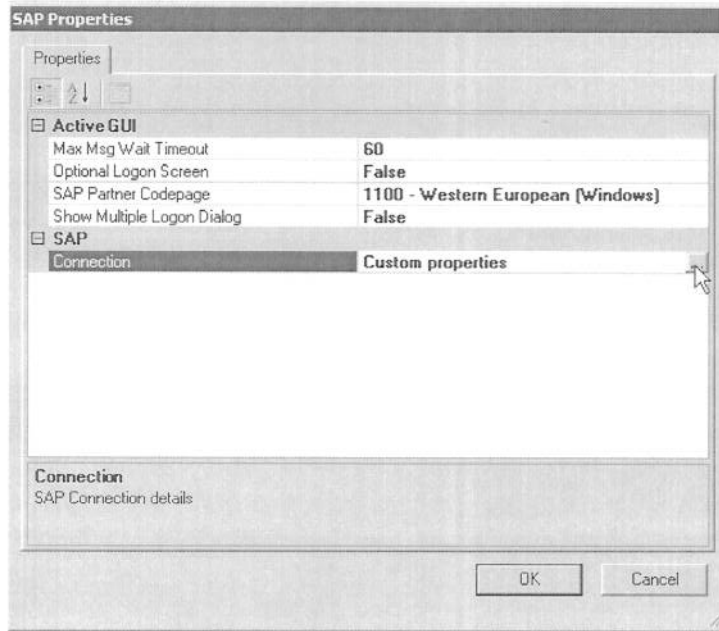 SAP Properties
Properties
Active GUI
Max Msg Wait Timeout 60
Optional Logon Screen False
SAP Partner Codepage 1100 - Western European (Windows)
Show Multiple Logon Dialog False
SAP
Connection Custom properties
Connection
SAP Connection details
OK Cancel